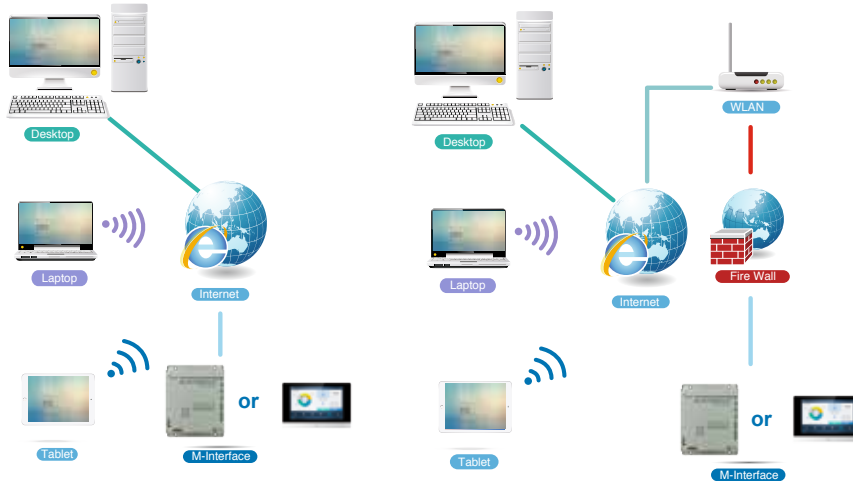 Desktop
Laptop
Internet
or
Tablet
M-Interface
WLAN
Desktop
Laptop
Internet
Fire Wall
or
Tablet
M-Interface